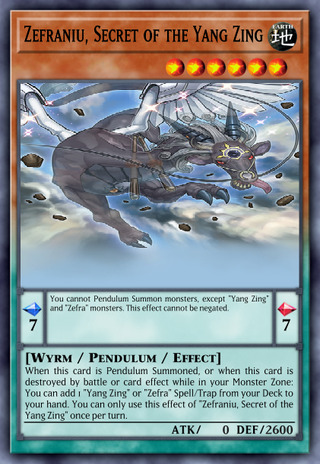 Zefraniu, Secret of the Yang Zing
EARTH
地
You cannot Pendulum Summon monsters, except "Yang Zing"
and "Zefra" monsters. This effect cannot be negated.
7
7
[Wyrm / Pendulum / Effect]
When this card is Pendulum Summoned, or when this card is
destroyed by battle or card effect while in your Monster Zone:
You can add 1 "Yang Zing" or "Zefra" Spell/Trap from your Deck to
your hand. You can only use this effect of "Zefraniu, Secret of the
Yang Zing" once per turn.
ATK/ 0 DEF/2600